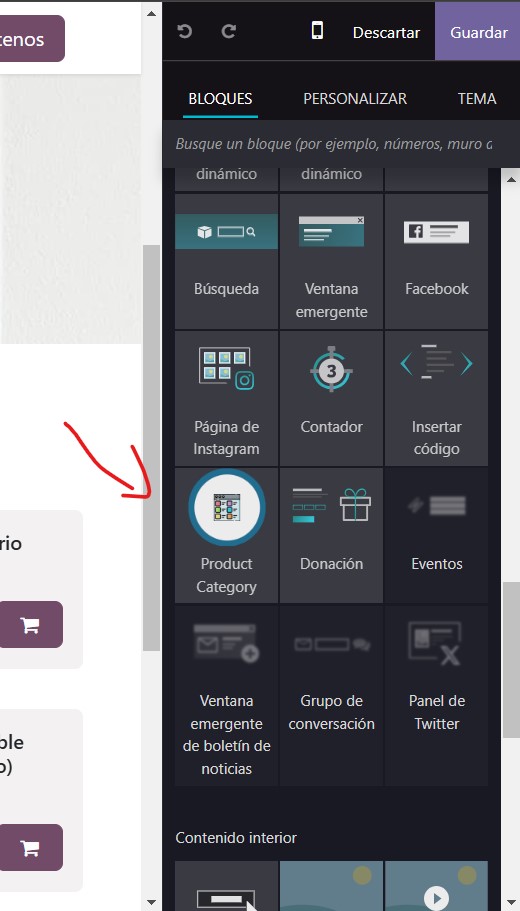 tenos
Descartar
Guardar
BLOQUES
PERSONALIZAR
TEMA
Busque un bloque (por ejemplo, números, muro
dinámico
dinámico
Búsqueda
Ventana
emergente
Facebook
Página de
Instagram
3
Contador
Insertar
código
Product
Category
Donación
Eventos
Ventana
emergente
de boletín de
noticias
Grupo de
conversación
Panel de
Twitter
Contenido interior
rio
ble
o)